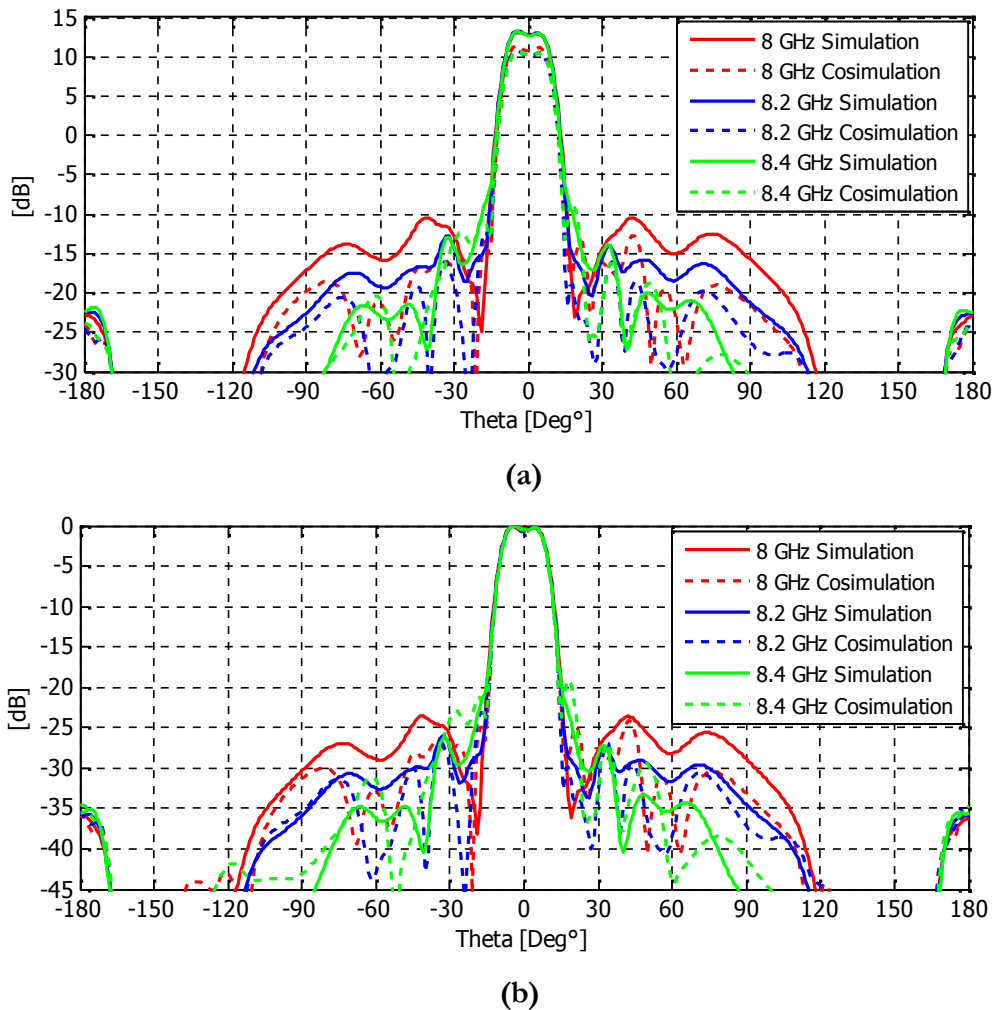 15
10
5
0
-5
-10
-15
-20
-25
-30
[dB]
8 GHz Simulation
8 GHz Cosimulation
8.2 GHz Simulation
8.2 GHz Cosimulation
8.4 GHz Simulation
8.4 GHz Cosimulation
-180 -150 -120 -90 -60 -30 0 30 60 90 120 150 180
Theta [Deg°]
(a)
0
-5
-10
-15
-20
-25
-30
-35
-40
-45
[dB]
8 GHz Simulation
8 GHz Cosimulation
8.2 GHz Simulation
8.2 GHz Cosimulation
8.4 GHz Simulation
8.4 GHz Cosimulation
-180 -150 -120 -90 -60 -30 0 30 60 90 120 150 180
Theta [Deg°]
(b)